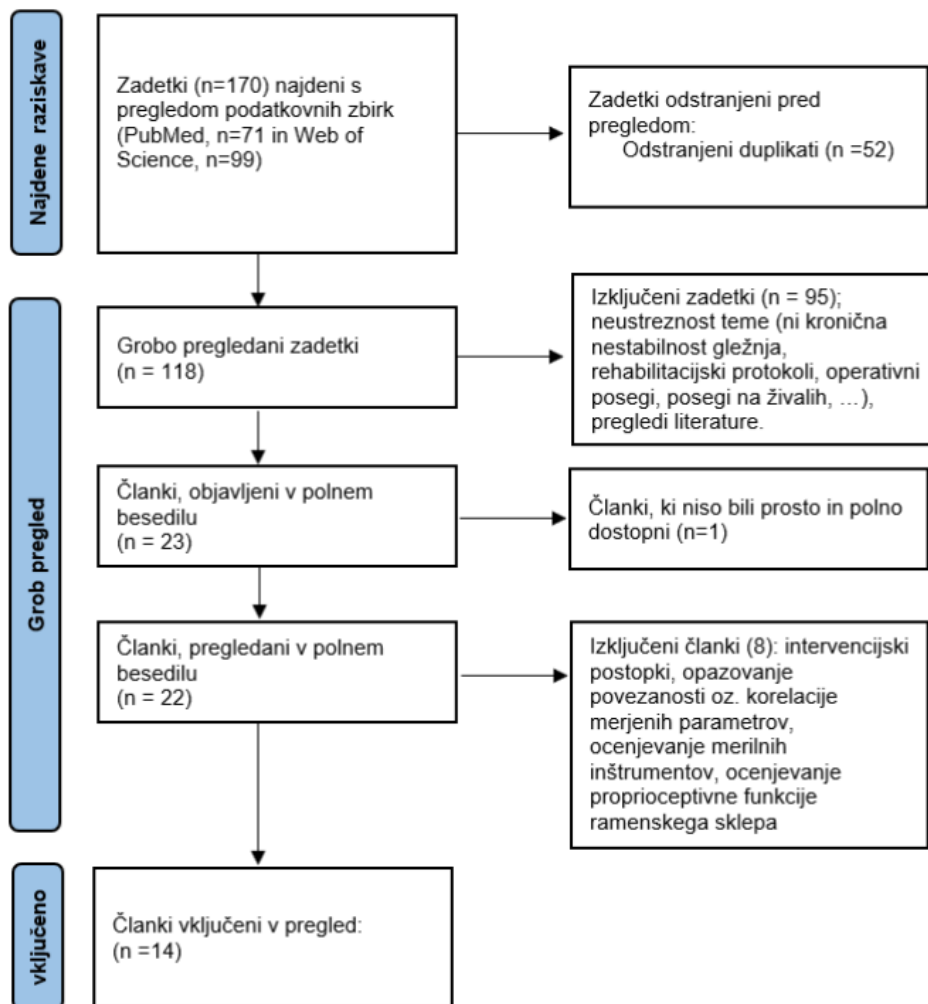 Najdene raziskave
Zadetki (n=170) najdeni s
pregledom podatkovnih zbirk
(PubMed, n=71 in Web of
Science, n=99)
Zadetki odstranjeni pred
pregledom:
Odstranjeni duplikati (n =52)
Grob pregled
Grobo pregledani zadetki
(n = 118)
Izključeni zadetki (n = 95);
neustreznost teme (ni kronična
nestabilnost gležnja,
rehabilitacijski protokoli, operativni
posegi, posegi na živalih, …),
pregledi literature.
Članki, objavljeni v polnem
besedilu
(n = 23)
Članki, ki niso bili prosto in polno
dostopni (n=1)
Članki, pregledani v polnem
besedilu
(n = 22)
Izključeni članki (8): intervencijski
postopki, opazovanje
povezanosti oz. korelacije
merjenih parametrov,
ocenjevanje merilnih
inštrumentov, ocenjevanje
proprioceptivne funkcije
ramenskega sklepa
vključeno
Članki vključeni v pregled:
(n =14)